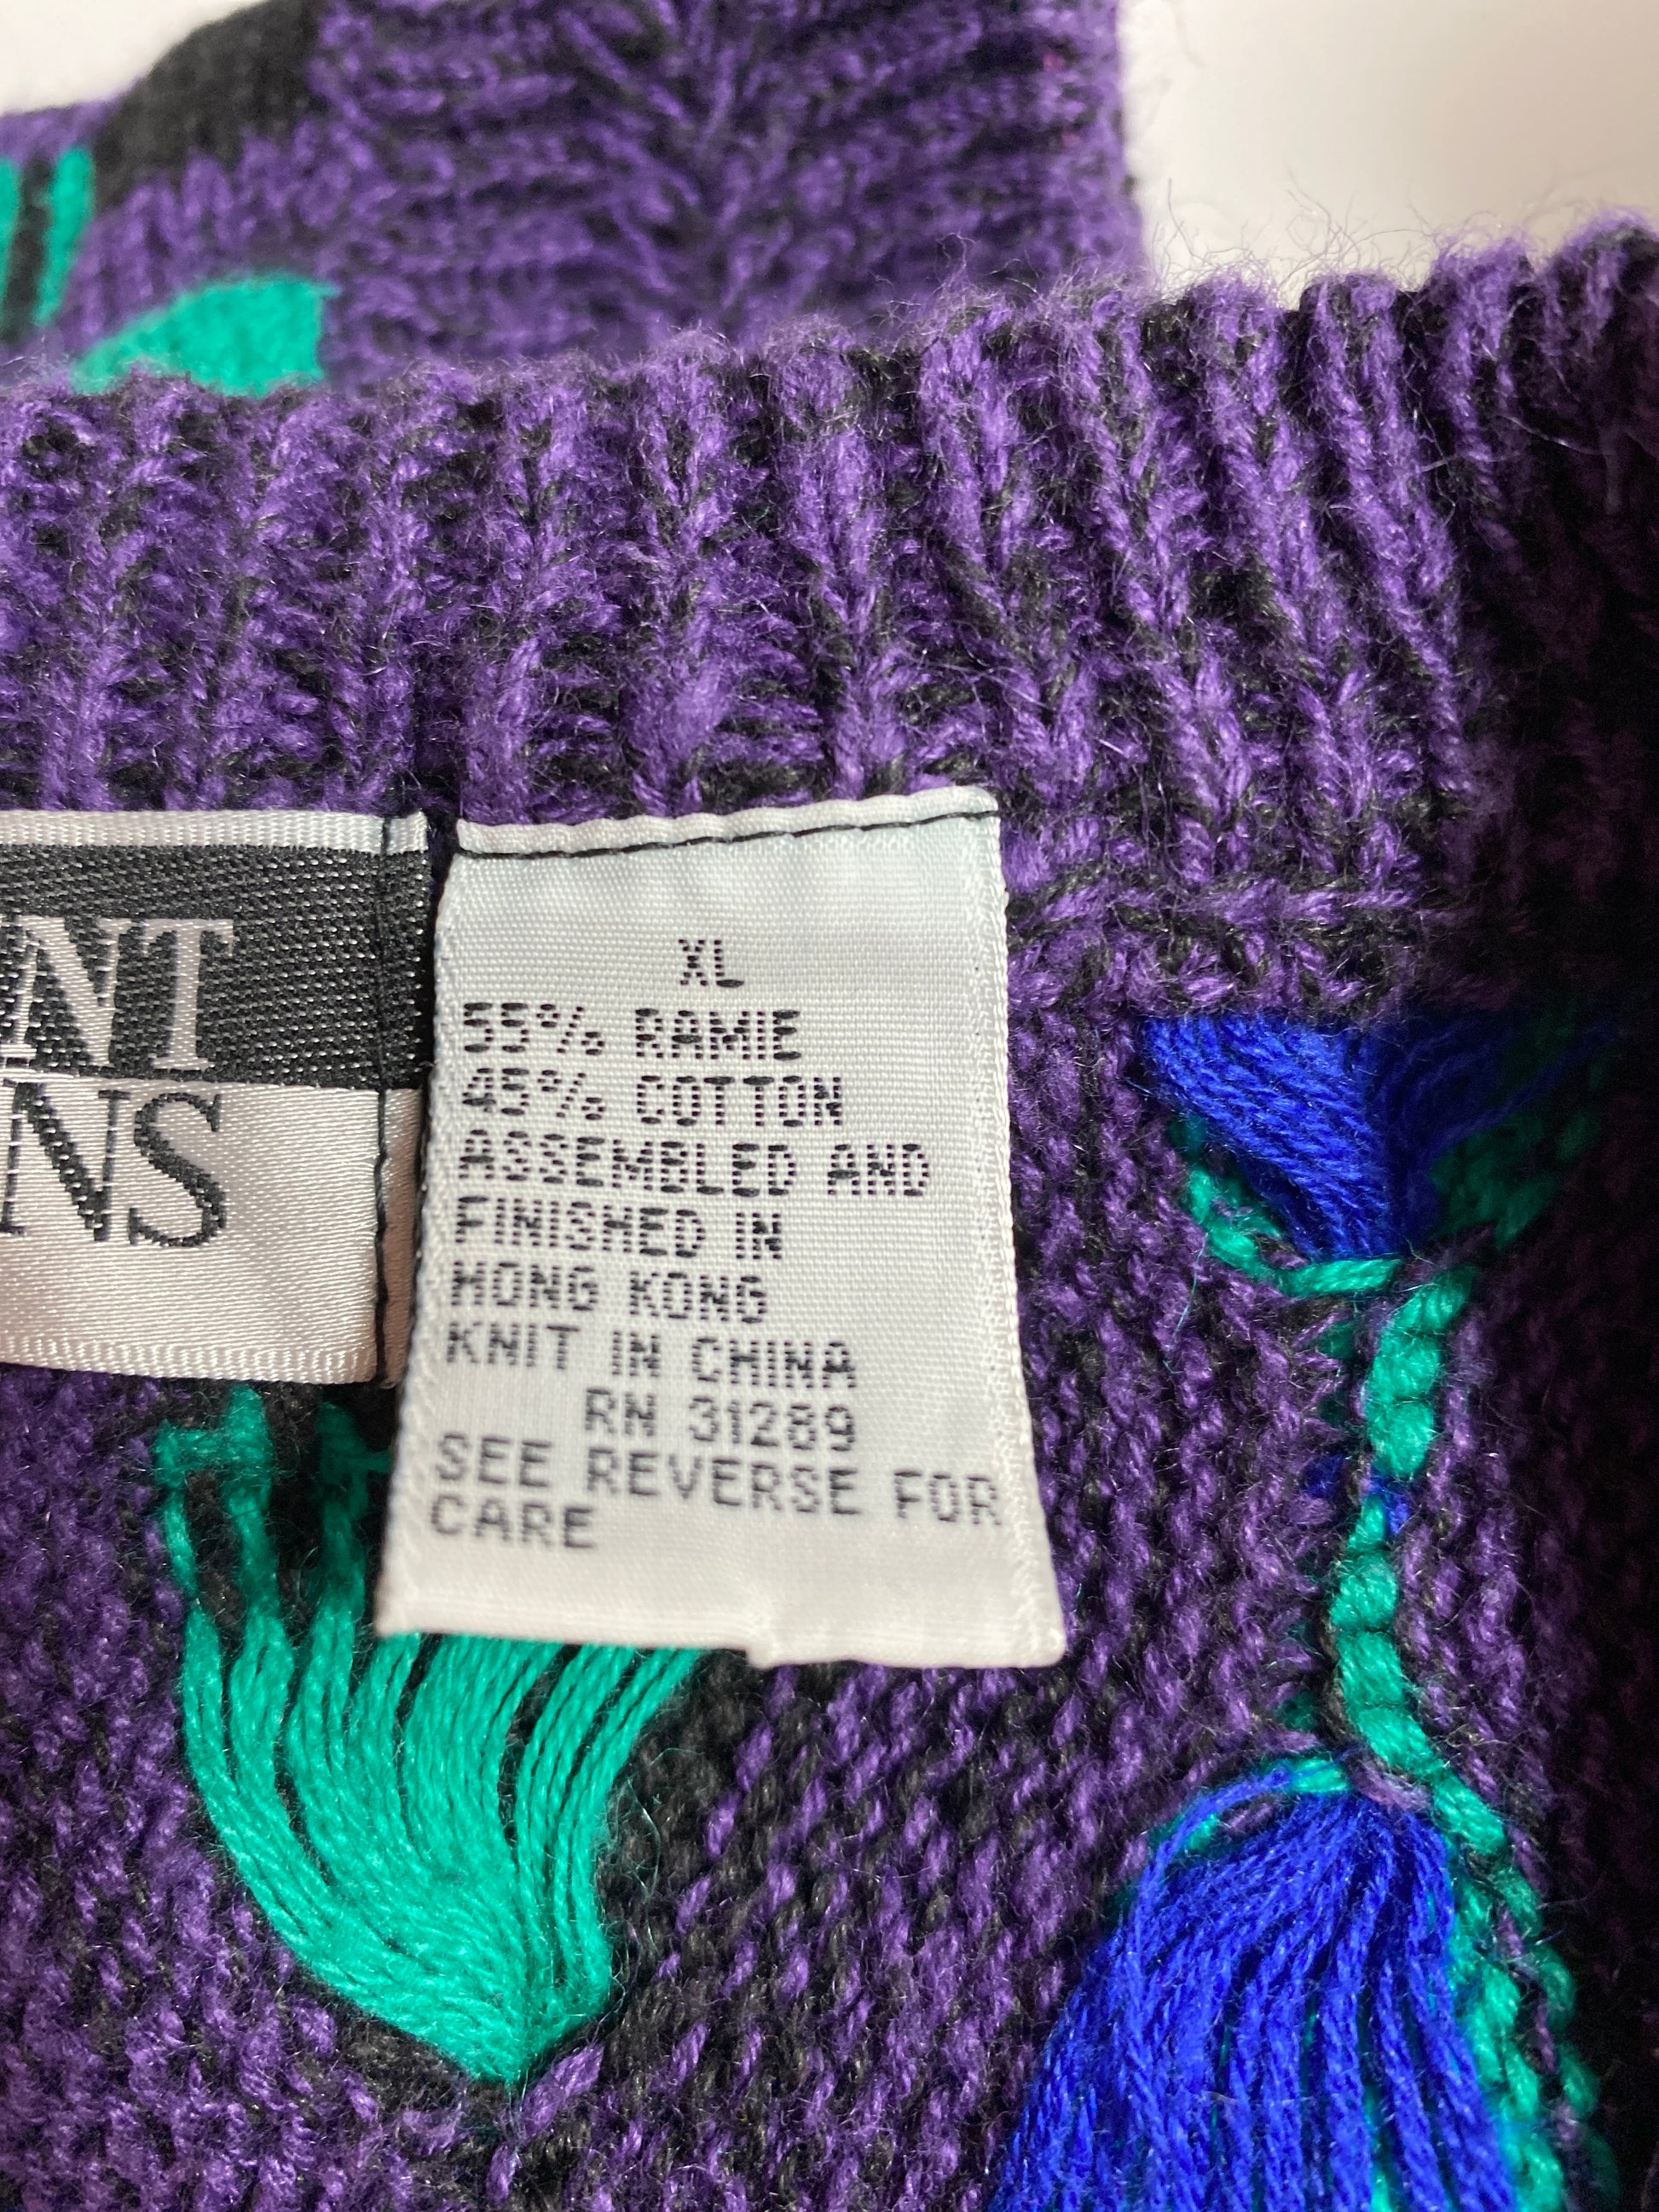 NT
NS
XL
55% RAMIE
45% COTTON
ASSEMBLED AND
FINISHED IN
HONG KONG
KNIT IN CHINA
RN 31289
SEE REVERSE FOR
CARE